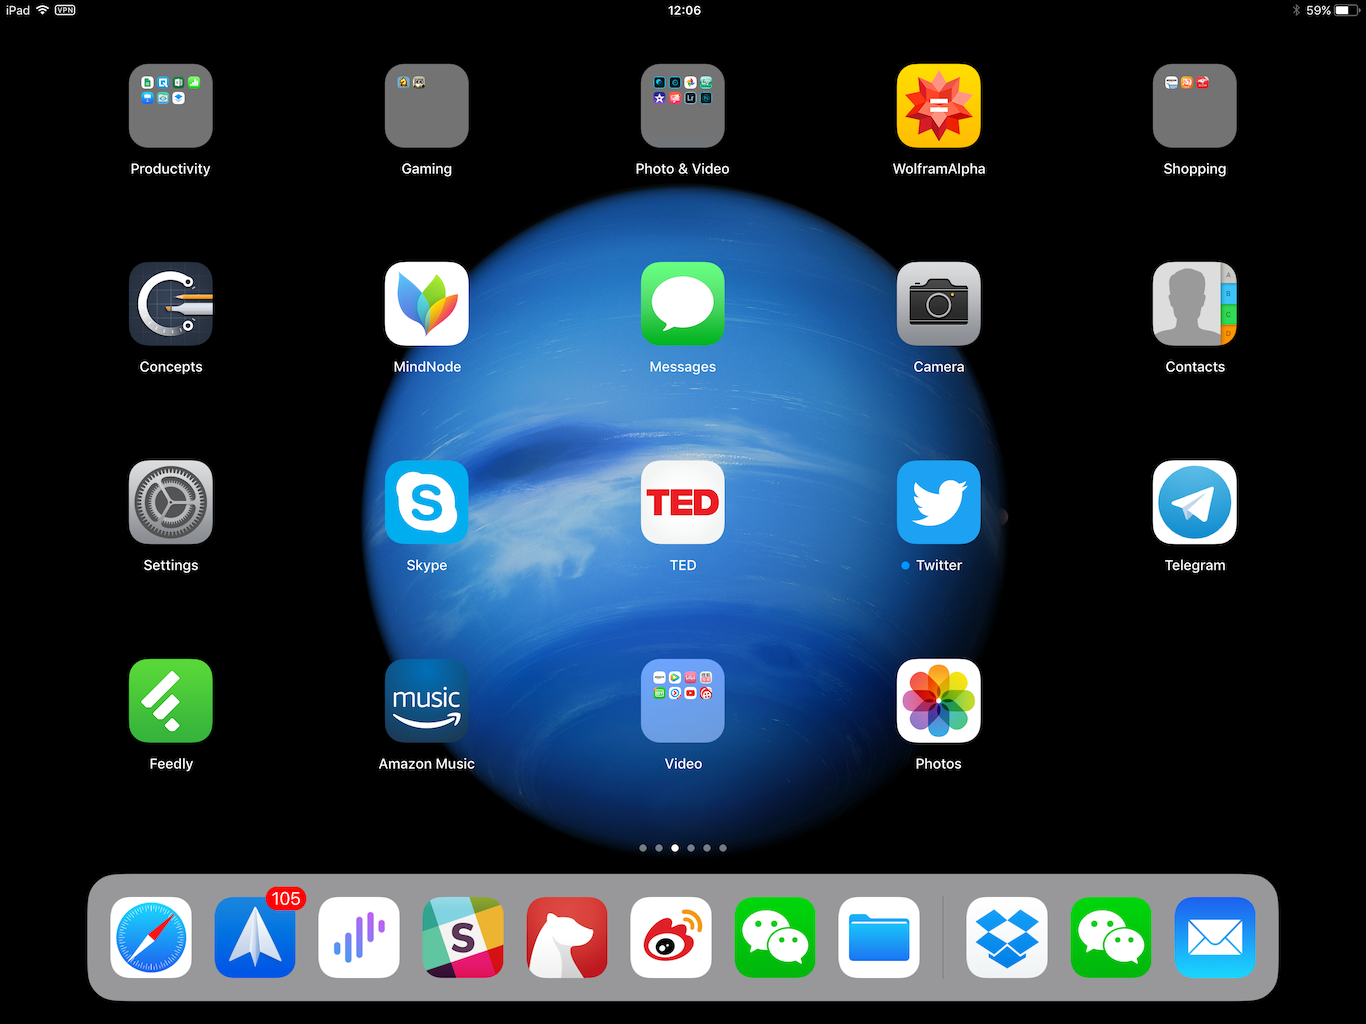 iPad VPN 12:06 59%
Productivity Gaming Photo & Video WolframAlpha Shopping
A
B
C
D
Concepts MindNode Messages Camera Contacts
S TED
Settings Skype TED Twitter Telegram
music
Feedly Amazon Music Video Photos
105
S